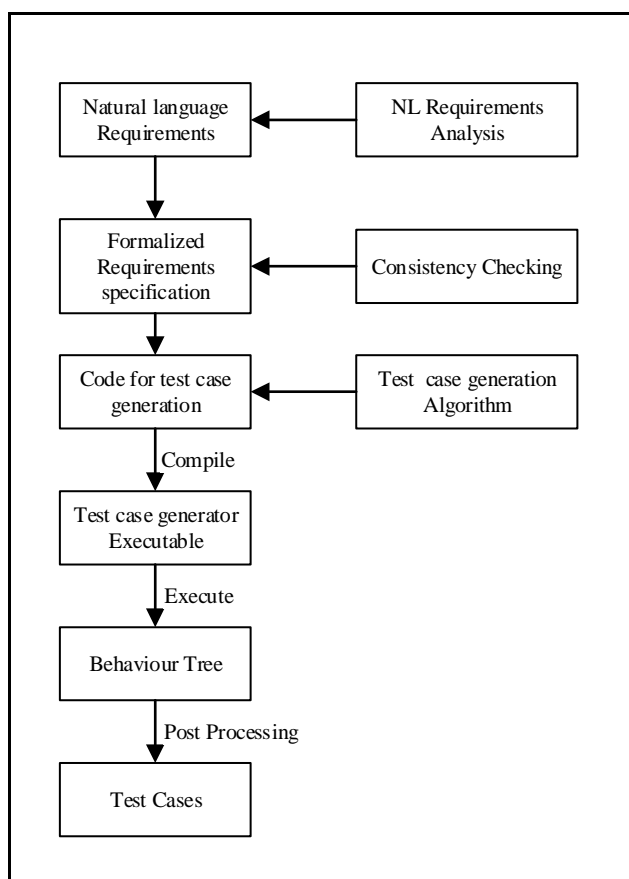 Natural language
Requirements
NL Requirements
Analysis
Formalized
Requirements
specification
Consistency Checking
Code for test case
generation
Test case generation
Algorithm
Compile
Test case generator
Executable
Execute
Behaviour Tree
Post Processing
Test Cases